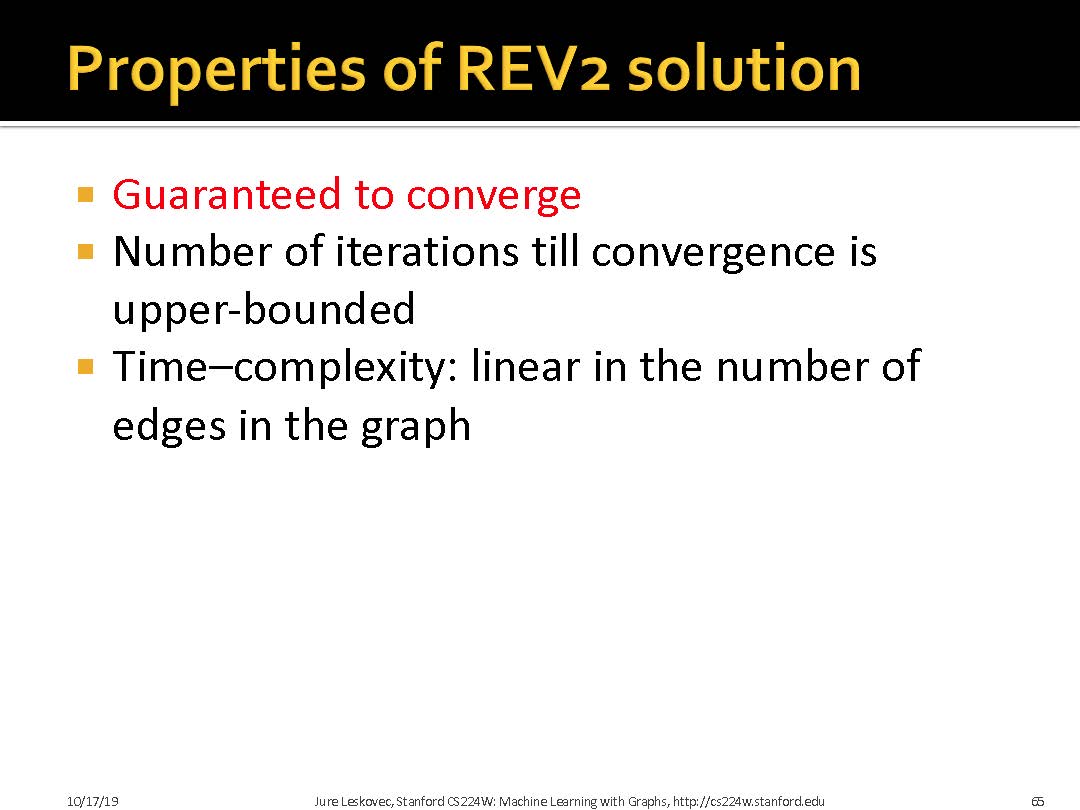 Properties of REV2 solution
Guaranteed to converge
Number of iterations till convergence is
upper-bounded
Time–complexity: linear in the number of
edges in the graph
10/17/19
Jure Leskovec, Stanford CS224W: Machine Learning with Graphs, http://cs224w.stanford.edu
65